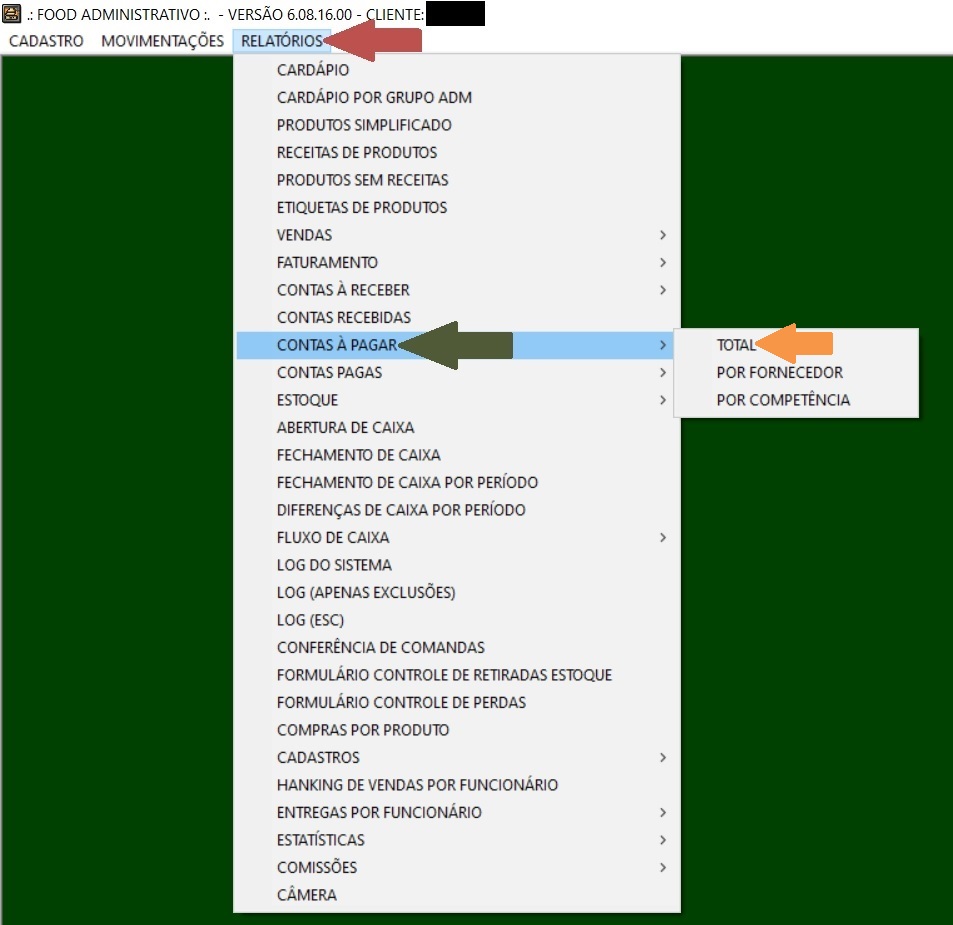 .: FOOD ADMINISTRATIVO :. - VERSÃO 6.08.16.00 - CLIENTE:
CADASTRO MOVIMENTAÇÕES RELATÓRIOS
CARDÁPIO
CARDÁPIO POR GRUPO ADM
PRODUTOS SIMPLIFICADO
RECEITAS DE PRODUTOS
PRODUTOS SEM RECEITAS
ETIQUETAS DE PRODUTOS
VENDAS
FATURAMENTO
CONTAS À RECEBER
CONTAS RECEBIDAS
CONTAS À PAGAR
CONTAS PAGAS
ESTOQUE
ABERTURA DE CAIXA
FECHAMENTO DE CAIXA
FECHAMENTO DE CAIXA POR PERÍODO
DIFERENÇAS DE CAIXA POR PERÍODO
FLUXO DE CAIXA
LOG DO SISTEMA
LOG (APENAS EXCLUSÕES)
LOG (ESC)
CONFERÊNCIA DE COMANDAS
FORMULÁRIO CONTROLE DE RETIRADAS ESTOQUE
FORMULÁRIO CONTROLE DE PERDAS
COMPRAS POR PRODUTO
CADASTROS
HANKING DE VENDAS POR FUNCIONÁRIO
ENTREGAS POR FUNCIONÁRIO
ESTATÍSTICAS
COMISSÕES
CÂMERA
TOTAL
POR FORNECEDOR
POR COMPETÊNCIA